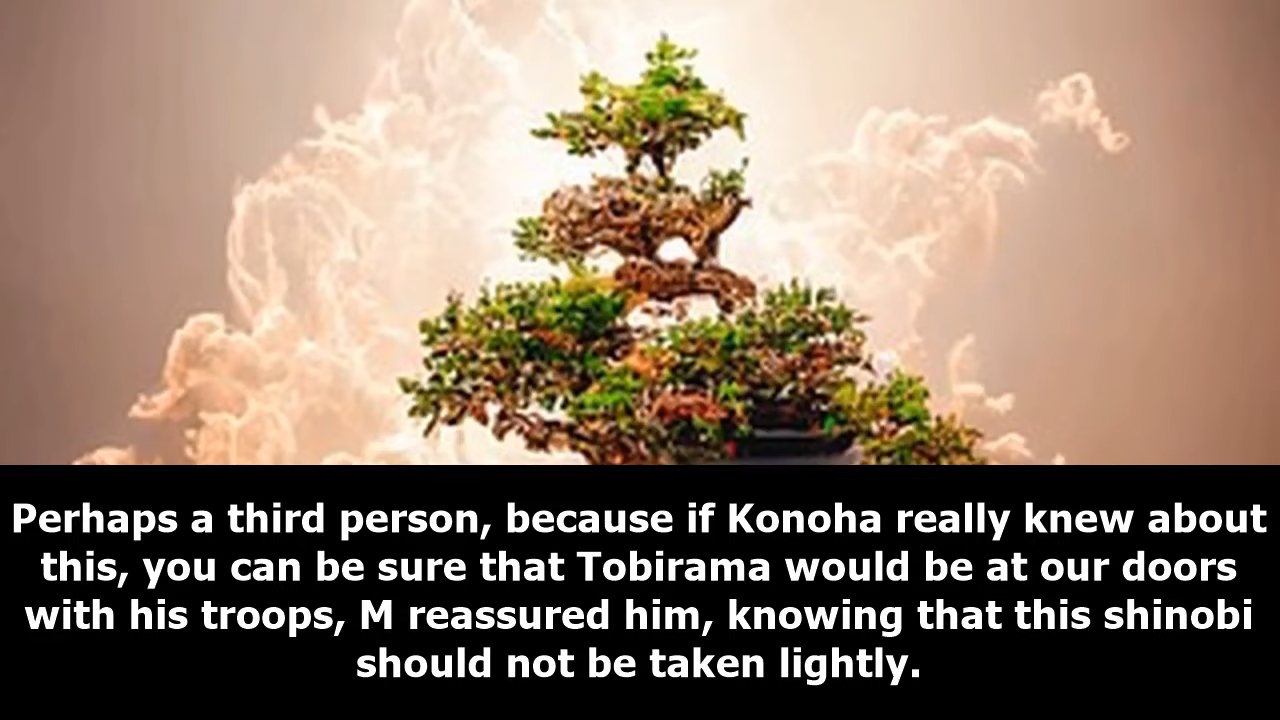 Perhaps a third person, because if Konoha really knew about
this, you can be sure that Tobirama would be at our doors
with his troops, M reassured him, knowing that this shinobi
should not be taken lightly.